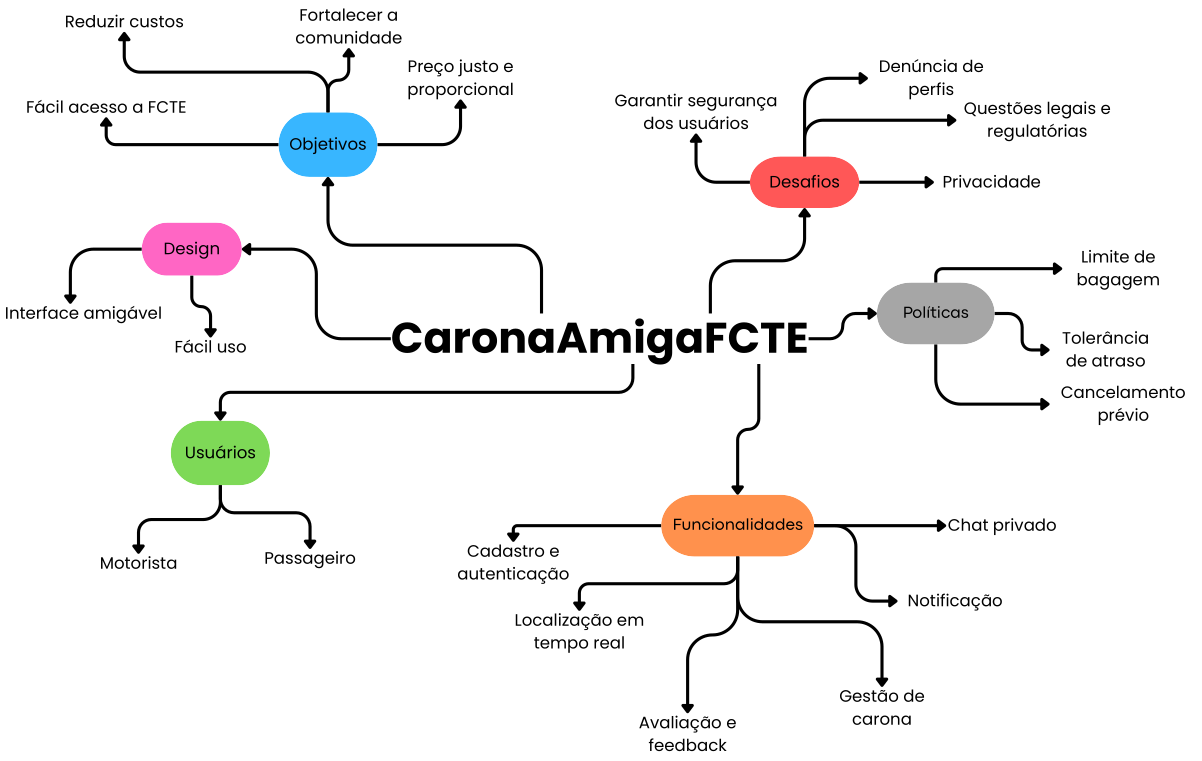 Reduzir custos
Fortalecer a
comunidade
Preço justo e
proporcional
Fácil acesso a FCTE
Objetivos
Denúncia de
perfis
Garantir segurança
dos usuários
Questões legais e
regulatórias
Desafios
Privacidade
Design
Interface amigável
Fácil uso
Limite de
bagagem
Políticas
Tolerância
de atraso
Cancelamento
prévio
CaronaAmigaFCTE
Usuários
Motorista
Passageiro
Funcionalidades
Chat privado
Cadastro e
autenticação
Notificação
Localização em
tempo real
Gestão de
carona
Avaliação e
feedback